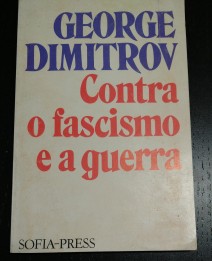 GEORGE
DIMITROV
Contra
o fascismo
e a guerra
SOFIA-PRESS